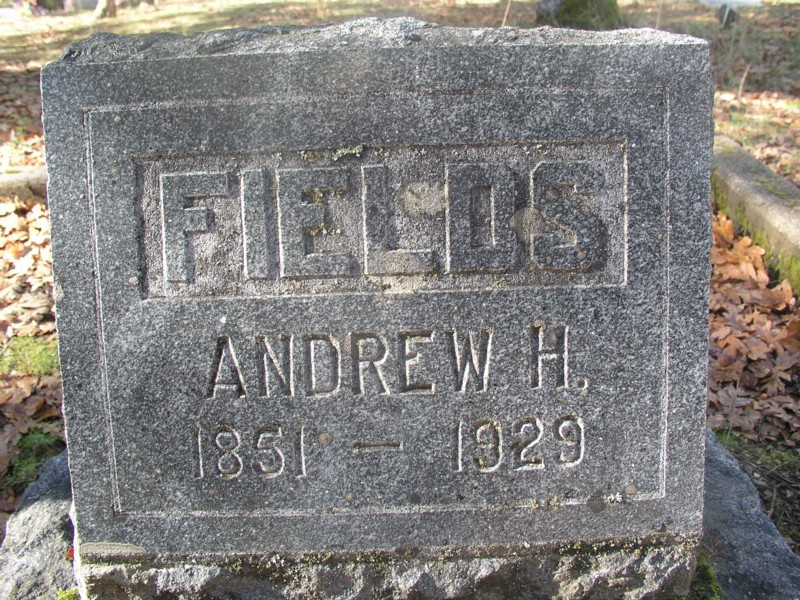 FIELDS
ANDREW H.
1851 — 1929